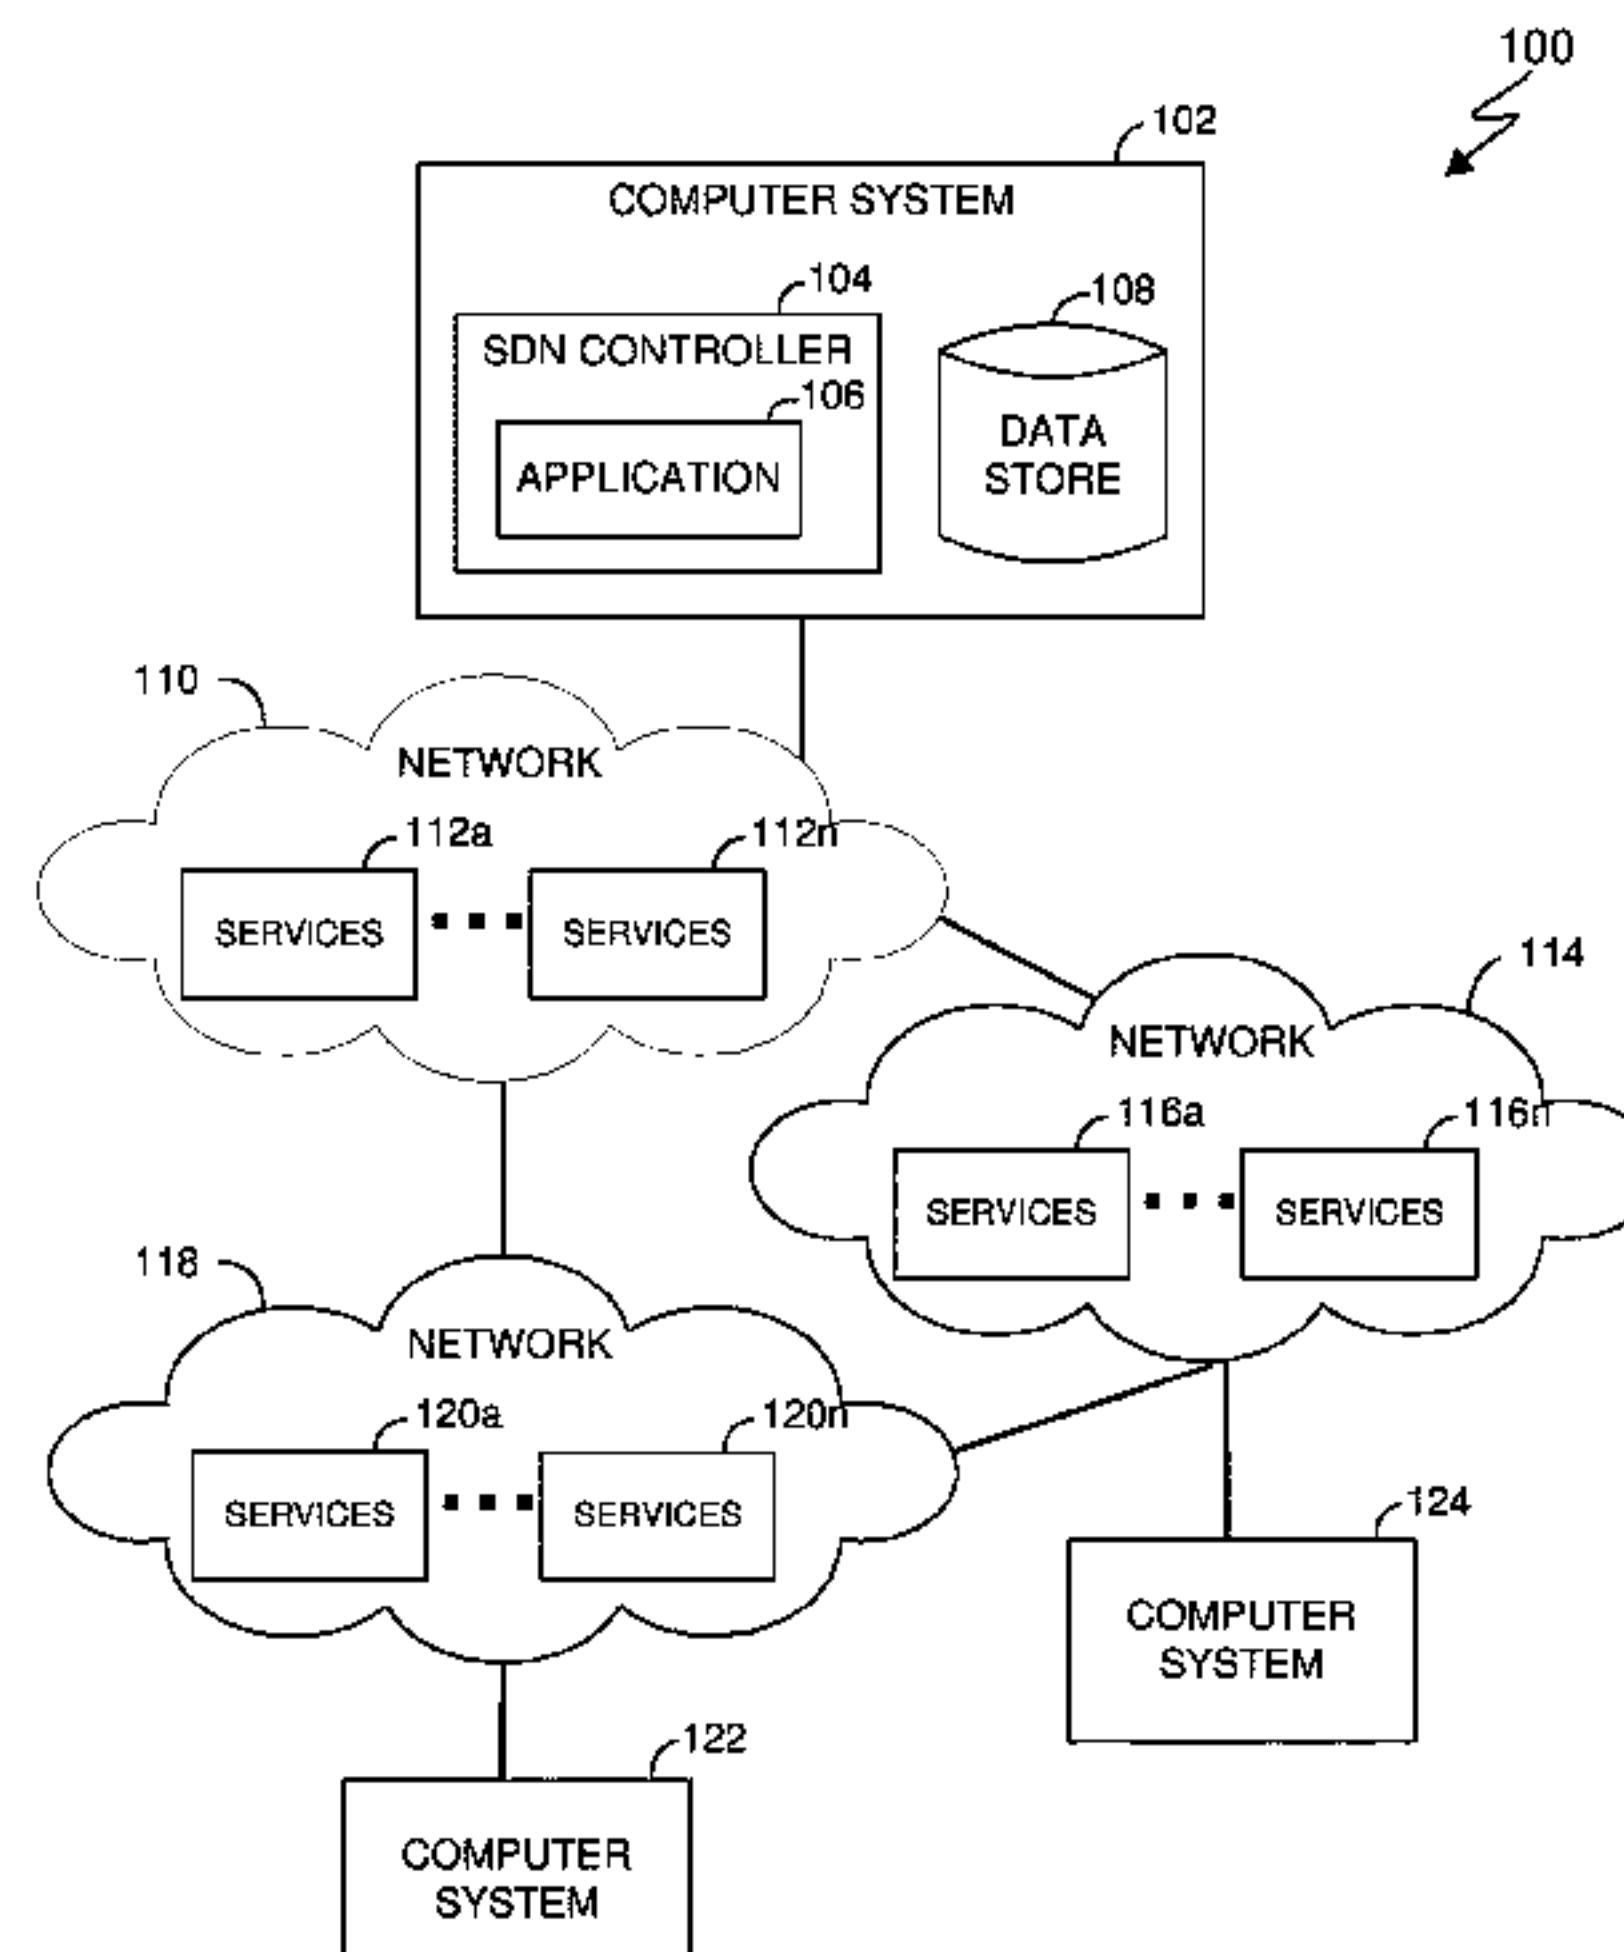 100
102
COMPUTER SYSTEM
104
108
SDN CONTROLLER
106
DATA
STORE
APPLICATION
110
NETWORK
112a
112n
SERVICES
SERVICES
114
NETWORK
116a
116n
SERVICES
SERVICES
118
NETWORK
120a
120n
SERVICES
SERVICES
124
COMPUTER
SYSTEM
122
COMPUTER
SYSTEM